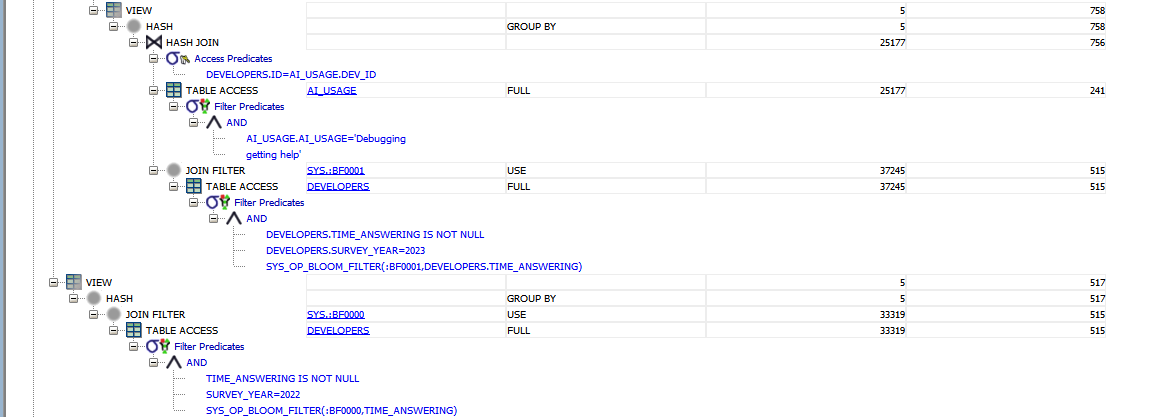 VIEW 5 758
HASH GROUP BY 5 758
HASH JOIN 25177 756
Access Predicates
DEVELOPERS.ID=AI_USAGE.DEV_ID
TABLE ACCESS AI_USAGE FULL 25177 241
Filter Predicates
AND
AI_USAGE.AI_USAGE='Debugging
getting help'
JOIN FILTER SYS.:BF0001 USE 37245 515
TABLE ACCESS DEVELOPERS FULL 37245 515
Filter Predicates
AND
DEVELOPERS.TIME_ANSWERING IS NOT NULL
DEVELOPERS.SURVEY_YEAR=2023
SYS_OP_BLOOM_FILTER(:BF0001,DEVELOPERS.TIME_ANSWERING)
VIEW 5 517
HASH GROUP BY 5 517
JOIN FILTER SYS.:BF0000 USE 33319 515
TABLE ACCESS DEVELOPERS FULL 33319 515
Filter Predicates
AND
TIME_ANSWERING IS NOT NULL
SURVEY_YEAR=2022
SYS_OP_BLOOM_FILTER(:BF0000,TIME_ANSWERING)